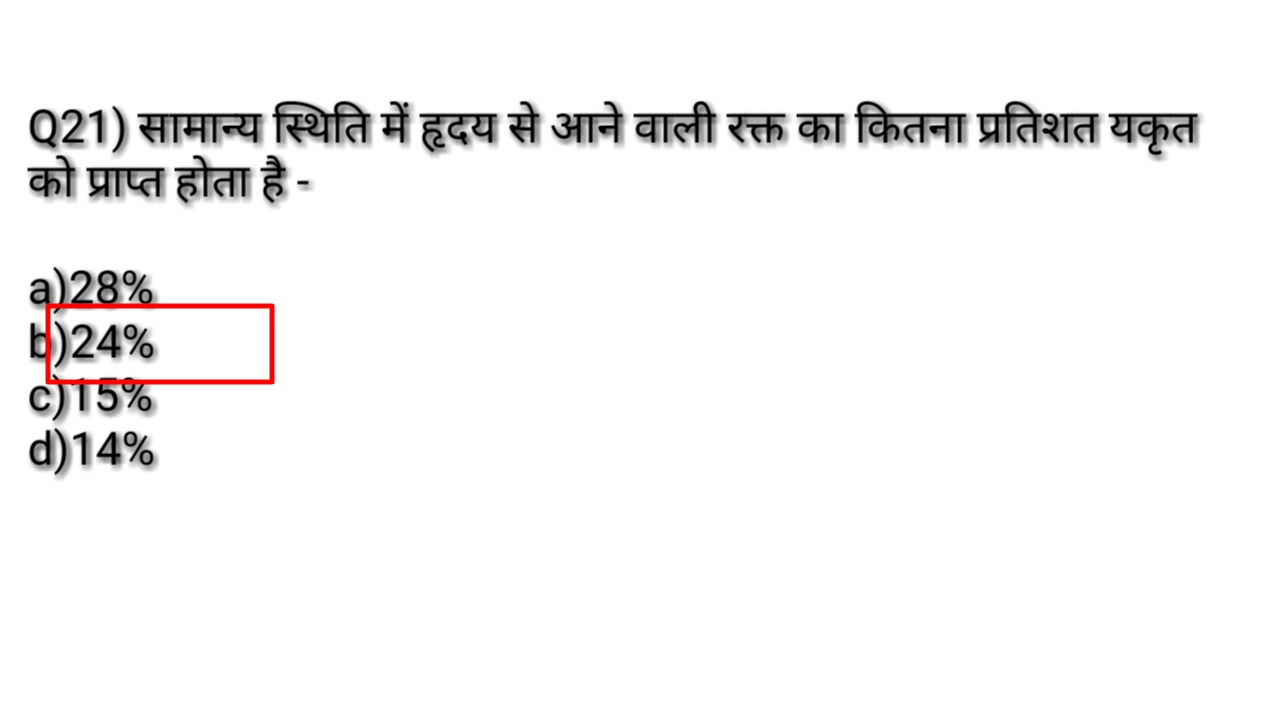 Q21) सामान्य स्थिति में हृदय से आने वाली रक्त का कितना प्रतिशत यकृत
को प्राप्त होता है -
a)28%
b)24%
c)15%
d)14%